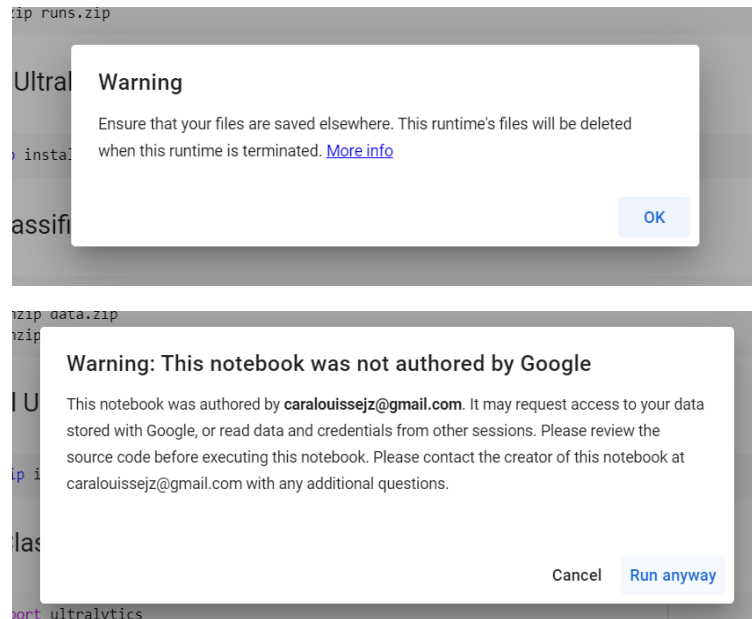 zip runs.zip
Ultral
Warning
Ensure that your files are saved elsewhere. This runtime's files will be deleted
instal
when this runtime is terminated. More info
assifi
OK
nzip data.zip
nzip
Warning: This notebook was not authored by Google
l U
This notebook was authored by caralouissejz@gmail.com. It may request access to your data
stored with Google, or read data and credentials from other sessions. Please review the
source code before executing this notebook. Please contact the creator of this notebook at
ip i
caralouissejz@gmail.com with any additional questions.
Clas
Cancel Run anyway
port ultralytics